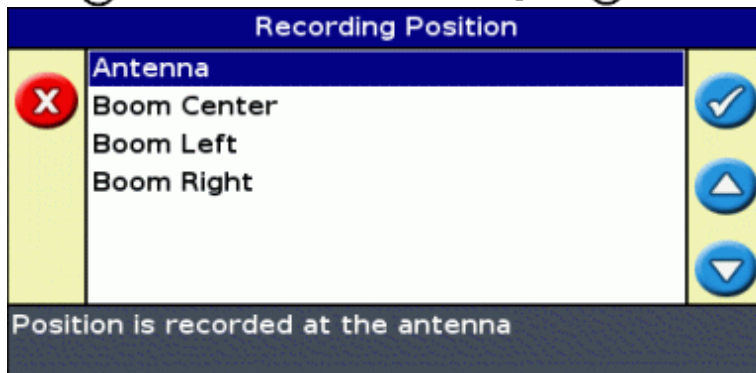 Recording Position
Antenna
Boom Center
Boom Left
Boom Right
Position is recorded at the antenna